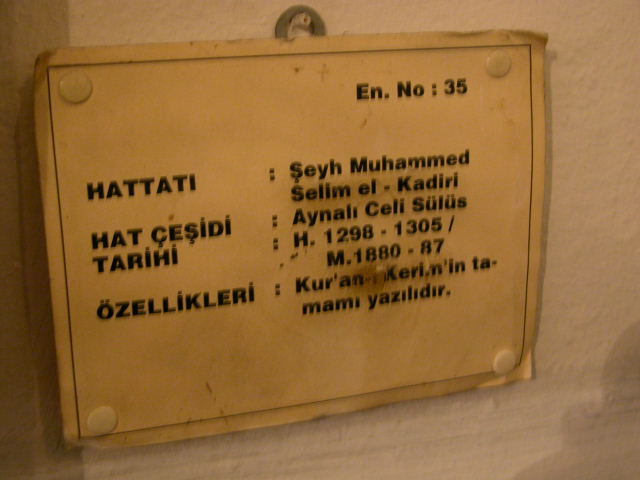 En. No : 35
HATTATI : Şeyh Muhammed
Selim el - Kadiri
HAT ÇEŞİDİ : Aynalı Celi Sülüs
TARİHİ : H. 1298 - 1305 /
M.1880 - 87
ÖZELLİKLERİ : Kur'an-ı Kerim'in ta-
mamı yazılıdır.